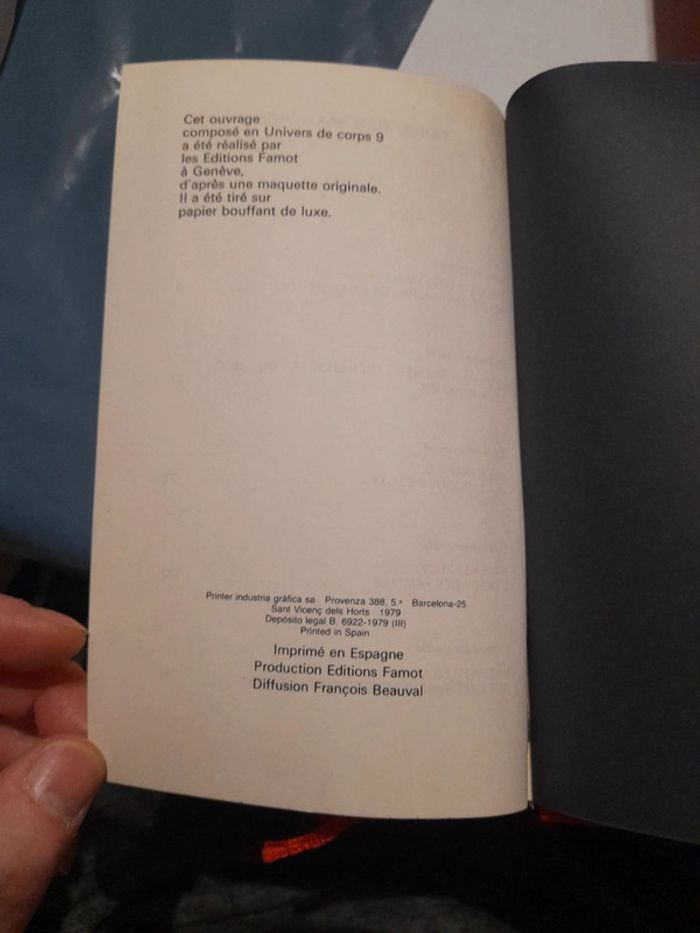 Cet ouvrage
composé en Univers de corps 9
a été réalisé par
les Editions Famot
à Genève,
d'après une maquette originale.
Il a été tiré sur
papier bouffant de luxe.
Printer industria gráfica sa Provenza 388, 5.º Barcelona-25
Sant Vicenç dels Horts 1979
Depósito legal B. 6922-1979 (III)
Printed in Spain
Imprimé en Espagne
Production Editions Famot
Diffusion François Beauval